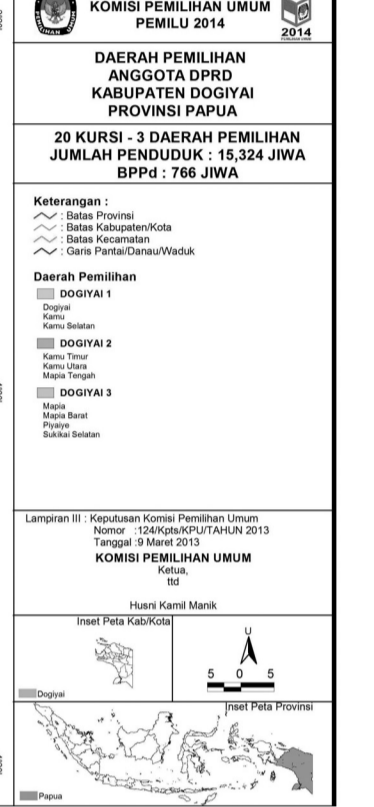 KOMISI PEMILIHAN UMUM
PEMILU 2014
2014
DAERAH PEMILIHAN
ANGGOTA DPRD
KABUPATEN DOGIYAI
PROVINSI PAPUA
20 KURSI - 3 DAERAH PEMILIHAN
JUMLAH PENDUDUK : 15,324 JIWA
BPPd : 766 JIWA
Keterangan :
: Batas Provinsi
: Batas Kabupaten/Kota
: Batas Kecamatan
: Garis Pantai/Danau/Waduk
Daerah Pemilihan
DOGIYAI 1
Dogiyai
Kamu
Kamu Selatan
DOGIYAI 2
Kamu Timur
Kamu Utara
Mapia Tengah
DOGIYAI 3
Mapia
Mapia Barat
Piyaiye
Sukikai Selatan
Lampiran III : Keputusan Komisi Pemilihan Umum
Nomor :124/Kpts/KPU/TAHUN 2013
Tanggal :9 Maret 2013
KOMISI PEMILIHAN UMUM
Ketua,
ttd
Husni Kamil Manik
Inset Peta Kab/Kota
Dogiyai
U
5 0 5
Inset Peta Provinsi
Papua